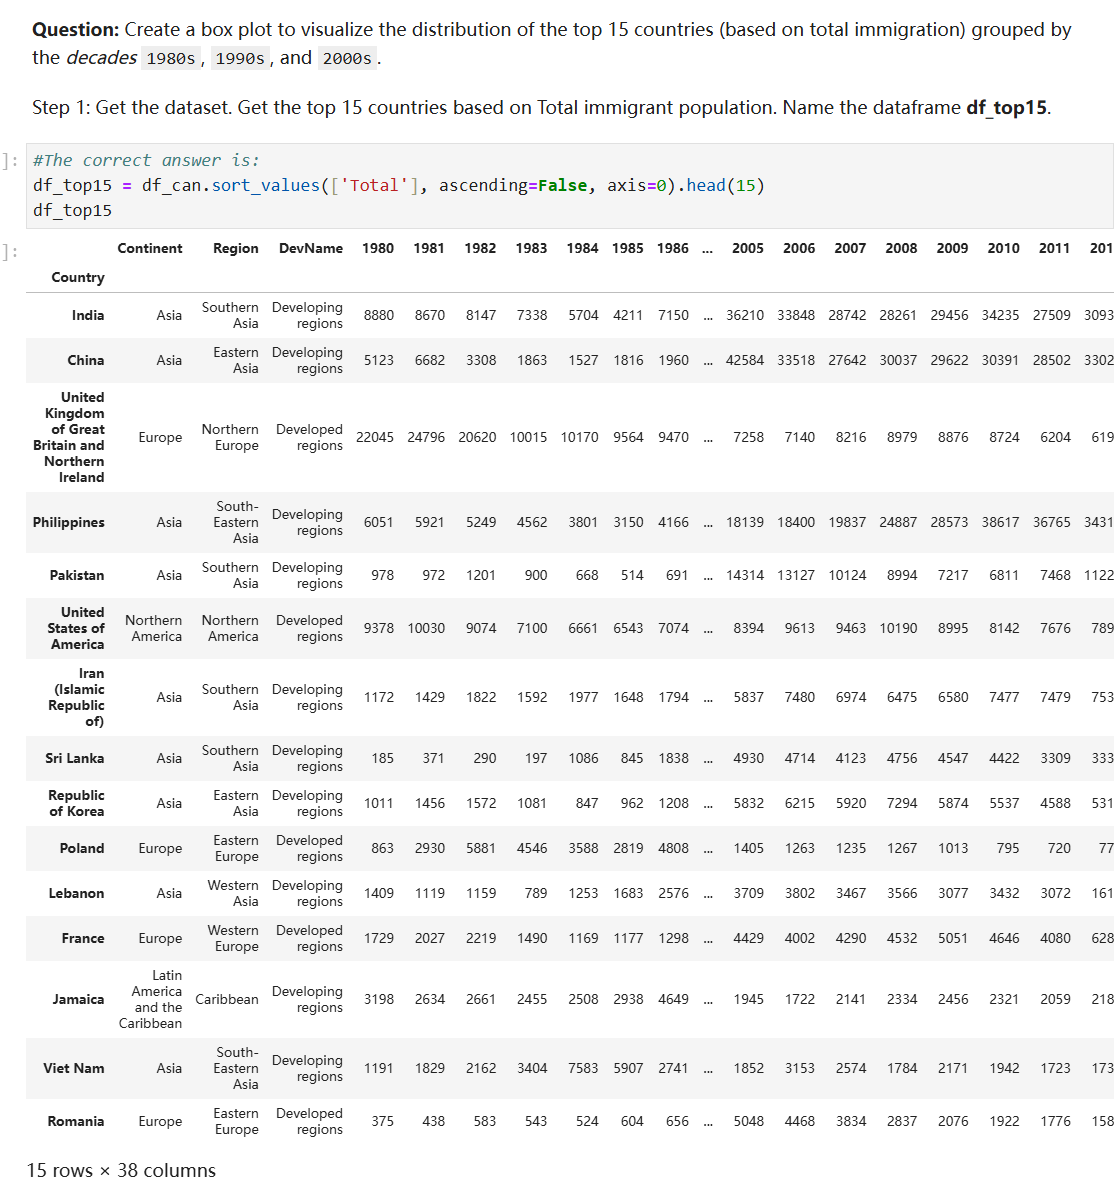 Question: Create a box plot to visualize the distribution of the top 15 countries (based on total immigration) grouped by
the decades 1980s , 1990s , and 2000s .
Step 1: Get the dataset. Get the top 15 countries based on Total immigrant population. Name the dataframe df_top15.
]: #The correct answer is:
df_top15 = df_can.sort_values(['Total'], ascending=False, axis=0).head(15)
df_top15
]: Continent Region DevName 1980 1981 1982 1983 1984 1985 1986 ... 2005 2006 2007 2008 2009 2010 2011 201
Country
India Asia Southern Asia Developing regions 8880 8670 8147 7338 5704 4211 7150 ... 36210 33848 28742 28261 29456 34235 27509 3093
China Asia Eastern Asia Developing regions 5123 6682 3308 1863 1527 1816 1960 ... 42584 33518 27642 30037 29622 30391 28502 3302
United Kingdom of Great Britain and Northern Ireland Europe Northern Europe Developed regions 22045 24796 20620 10015 10170 9564 9470 ... 7258 7140 8216 8979 8876 8724 6204 619
Philippines Asia South-Eastern Asia Developing regions 6051 5921 5249 4562 3801 3150 4166 ... 18139 18400 19837 24887 28573 38617 36765 3431
Pakistan Asia Southern Asia Developing regions 978 972 1201 900 668 514 691 ... 14314 13127 10124 8994 7217 6811 7468 1122
United States of America Northern America Northern America Developed regions 9378 10030 9074 7100 6661 6543 7074 ... 8394 9613 9463 10190 8995 8142 7676 789
Iran (Islamic Republic of) Asia Southern Asia Developing regions 1172 1429 1822 1592 1977 1648 1794 ... 5837 7480 6974 6475 6580 7477 7479 753
Sri Lanka Asia Southern Asia Developing regions 185 371 290 197 1086 845 1838 ... 4930 4714 4123 4756 4547 4422 3309 333
Republic of Korea Asia Eastern Asia Developing regions 1011 1456 1572 1081 847 962 1208 ... 5832 6215 5920 7294 5874 5537 4588 531
Poland Europe Eastern Europe Developed regions 863 2930 5881 4546 3588 2819 4808 ... 1405 1263 1235 1267 1013 795 720 77
Lebanon Asia Western Asia Developing regions 1409 1119 1159 789 1253 1683 2576 ... 3709 3802 3467 3566 3077 3432 3072 161
France Europe Western Europe Developed regions 1729 2027 2219 1490 1169 1177 1298 ... 4429 4002 4290 4532 5051 4646 4080 628
Jamaica Latin America and the Caribbean Caribbean Developing regions 3198 2634 2661 2455 2508 2938 4649 ... 1945 1722 2141 2334 2456 2321 2059 218
Viet Nam Asia South-Eastern Asia Developing regions 1191 1829 2162 3404 7583 5907 2741 ... 1852 3153 2574 1784 2171 1942 1723 173
Romania Europe Eastern Europe Developed regions 375 438 583 543 524 604 656 ... 5048 4468 3834 2837 2076 1922 1776 158
15 rows × 38 columns